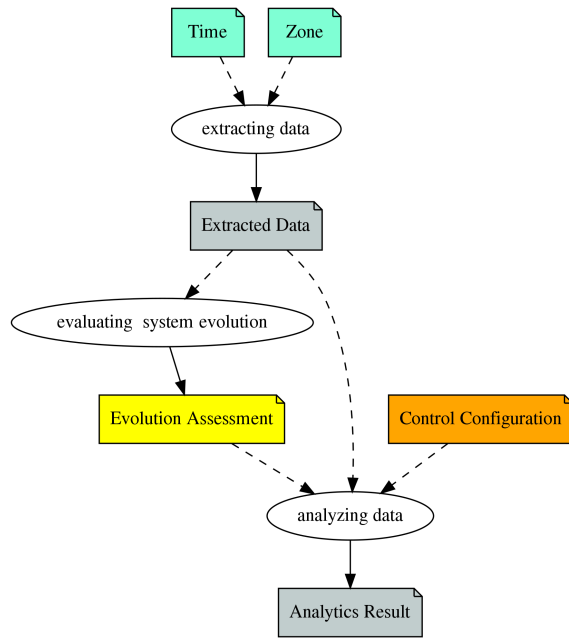 Time
Zone
extracting data
Extracted Data
evaluating  system evolution
Evolution Assessment
Control Configuration
analyzing data
Analytics Result